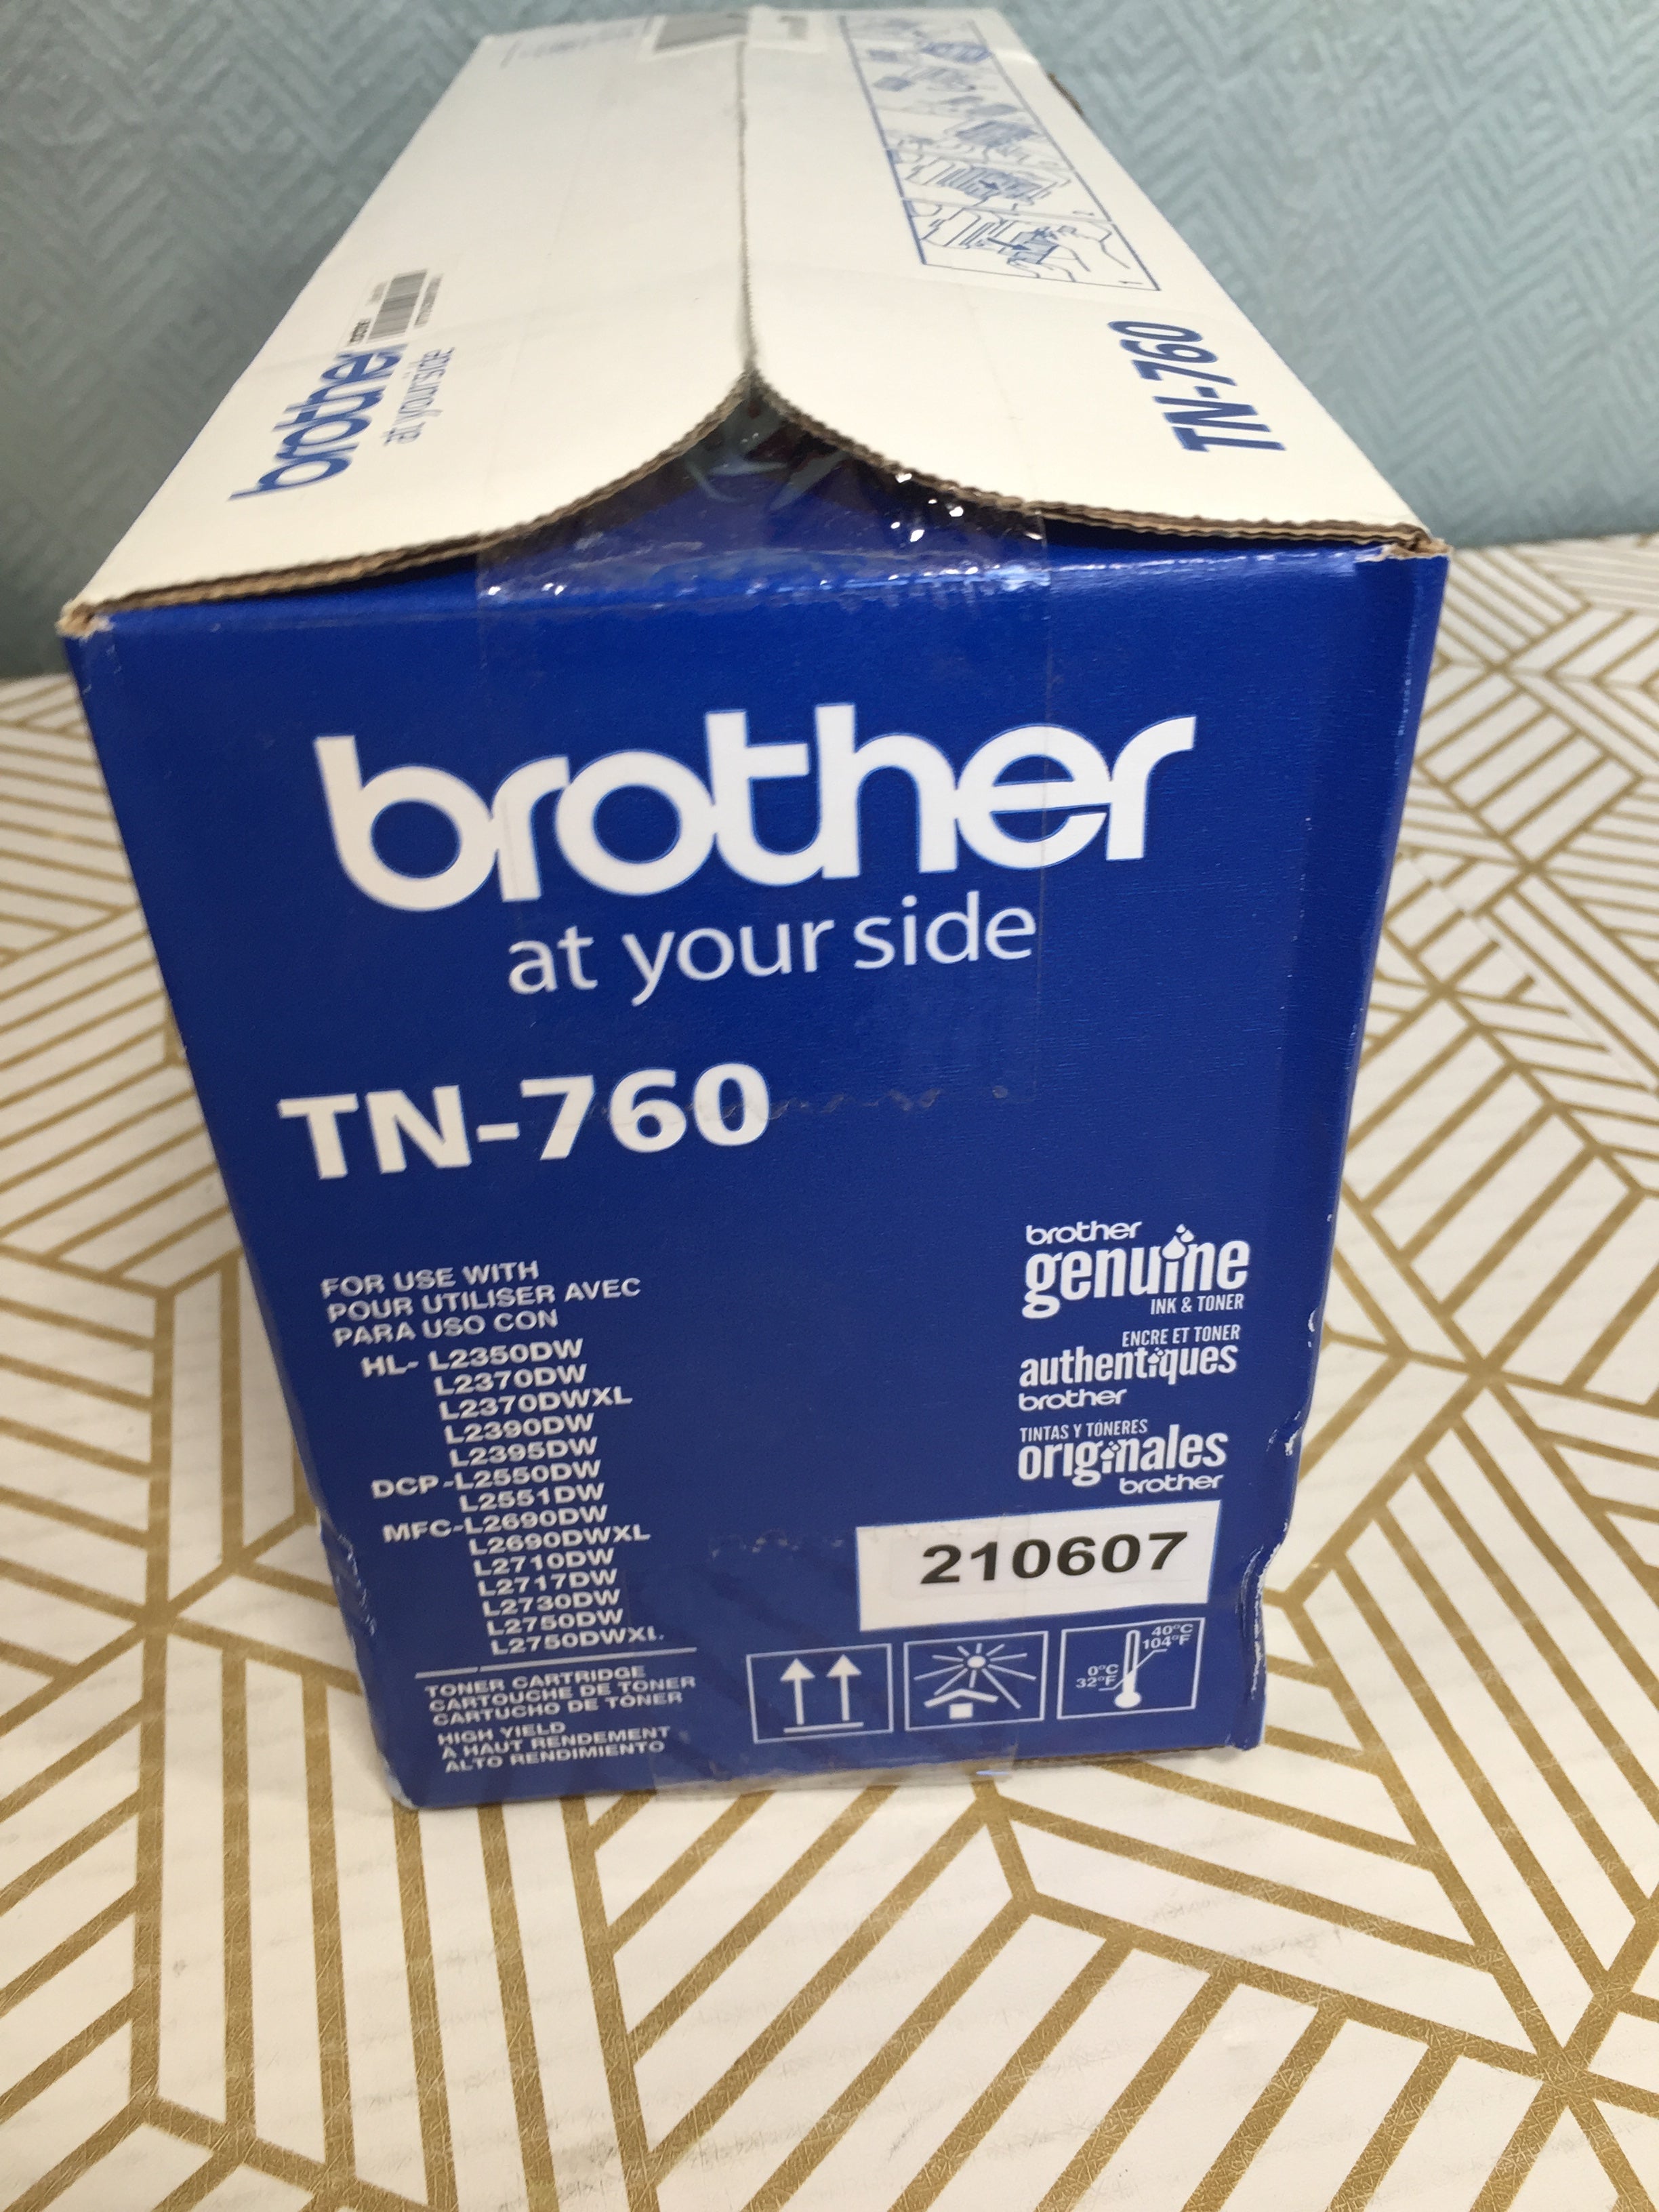 brother
at your side
TN-760
brother
at your side
TN-760
FOR USE WITH
POUR UTILISER AVEC
PARA USO CON
HL- L2350DW
L2370DW
L2370DWXL
L2390DW
L2395DW
DCP-L2550DW
L2551DW
MFC-L2690DW
L2690DWXL
L2710DW
L2717DW
L2730DW
L2750DW
L2750DWXL
TONER CARTRIDGE
CARTOUCHE DE TONER
CARTUCHO DE TÓNER
HIGH YIELD
À HAUT RENDEMENT
ALTO RENDIMIENTO
brother
genuine
INK & TONER
ENCRE ET TONER
authentiques
brother
TINTAS Y TÓNERES
originales
brother
210607
40°C
104°F
0°C
32°F